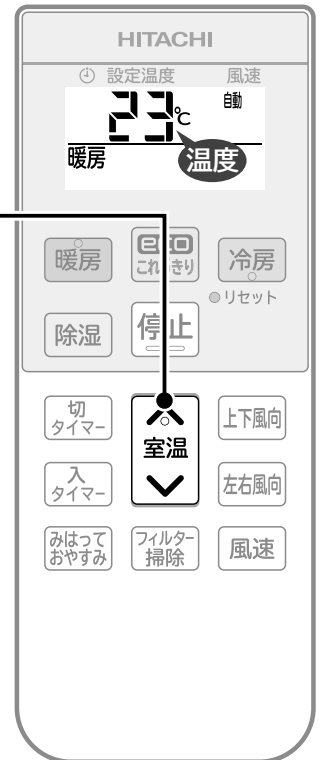 HITACHI
設定温度 風速
23℃ 自動
暖房 温度
暖房 eco これっきり 冷房
リセット
除湿 停止
切タイマー 室温 上下風向
入タイマー 左右風向
みはっておやすみ フィルター掃除 風速